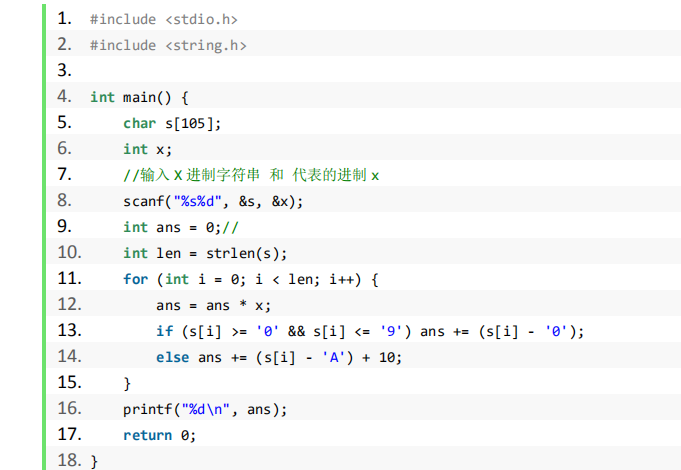 1. #include <stdio.h>
2. #include <string.h>
3.
4. int main() {
5. char s[105];
6. int x;
7. //输入 X 进制字符串 和 代表的进制 x
8. scanf("%s%d", &s, &x);
9. int ans = 0;//
10. int len = strlen(s);
11. for (int i = 0; i < len; i++) {
12. ans = ans * x;
13. if (s[i] >= '0' && s[i] <= '9') ans += (s[i] - '0');
14. else ans += (s[i] - 'A') + 10;
15. }
16. printf("%d\n", ans);
17. return 0;
18. }